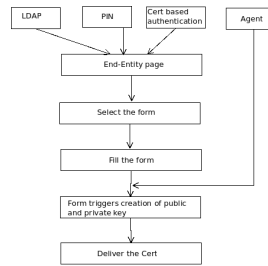 LDAP
PIN
Cert based
authentication
Agent
End-Entity page
Select the form
Fill the form
Form triggers creation of public
and private key
Deliver the Cert